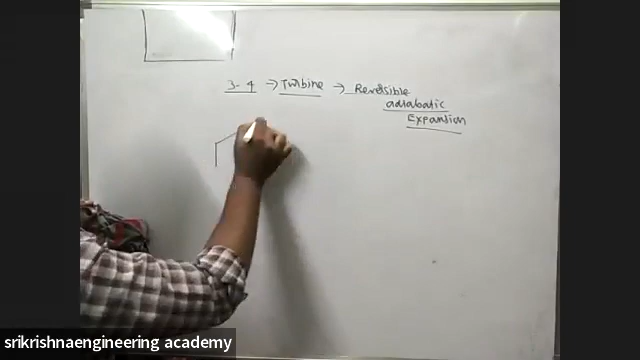 3-4 → Turbine → Reversible
adiabatic
Expansion
srikrishnaengineering academy